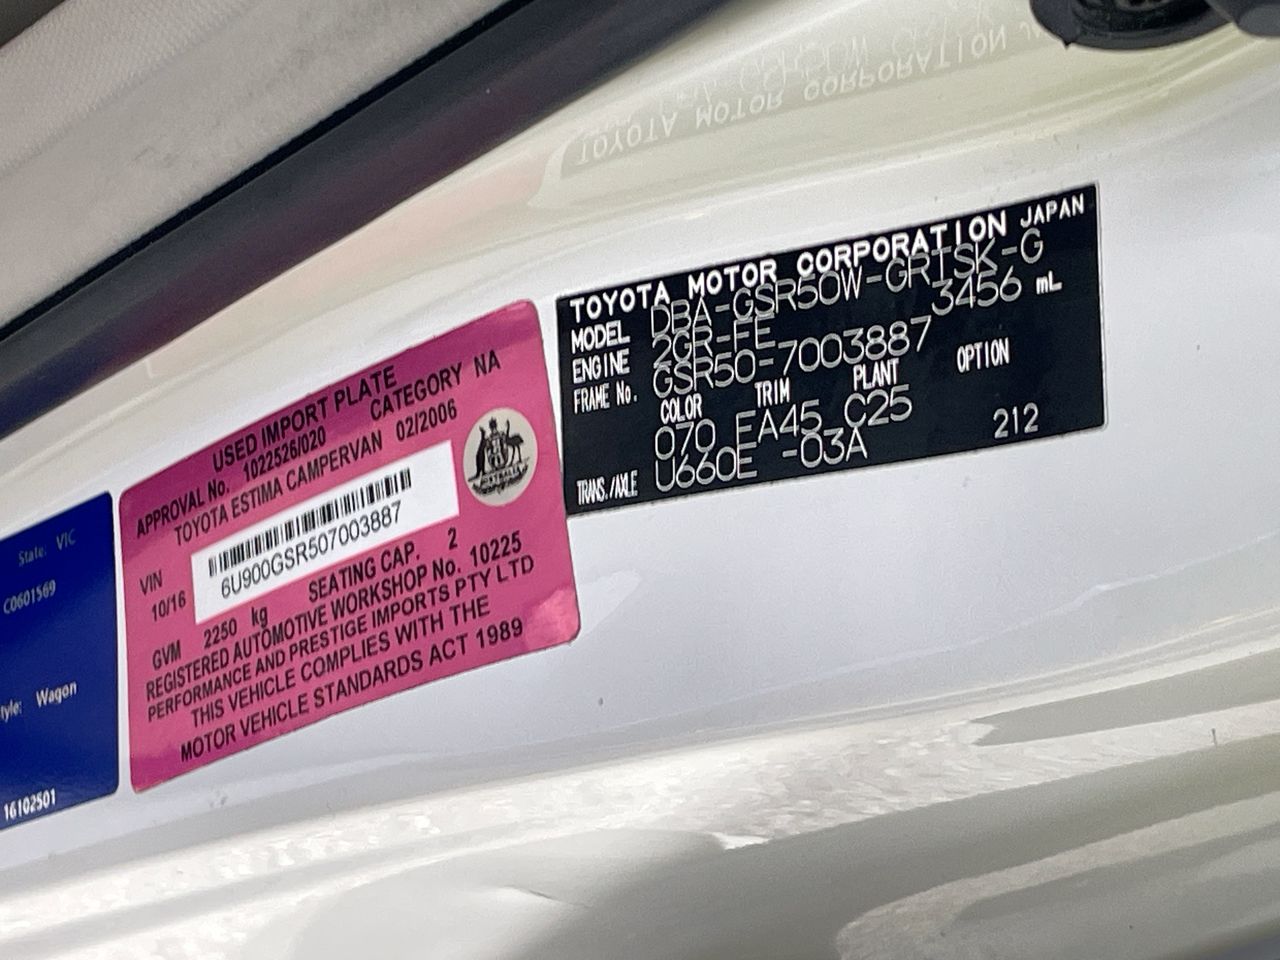 State: VIC
C0601569
tyle: Wagon
16102501
USED IMPORT PLATE
APPROVAL No. 1022526/020 CATEGORY NA
TOYOTA ESTIMA CAMPERVAN 02/2006
VIN
10/16
6U900GSR507003887
AUSTRALIA
GVM 2250 kg SEATING CAP. 2
REGISTERED AUTOMOTIVE WORKSHOP No. 10225
PERFORMANCE AND PRESTIGE IMPORTS PTY LTD
THIS VEHICLE COMPLIES WITH THE
MOTOR VEHICLE STANDARDS ACT 1989
TOYOTA MOTOR CORPORATION JAPAN
MODEL DBA-GSR50W-GRTSK-G
ENGINE 2GR-FE 3456 mL
FRAME No. GSR50-7003887
COLOR TRIM PLANT OPTION
070 EA45 C25
TRANS./AXLE U660E -03A 212